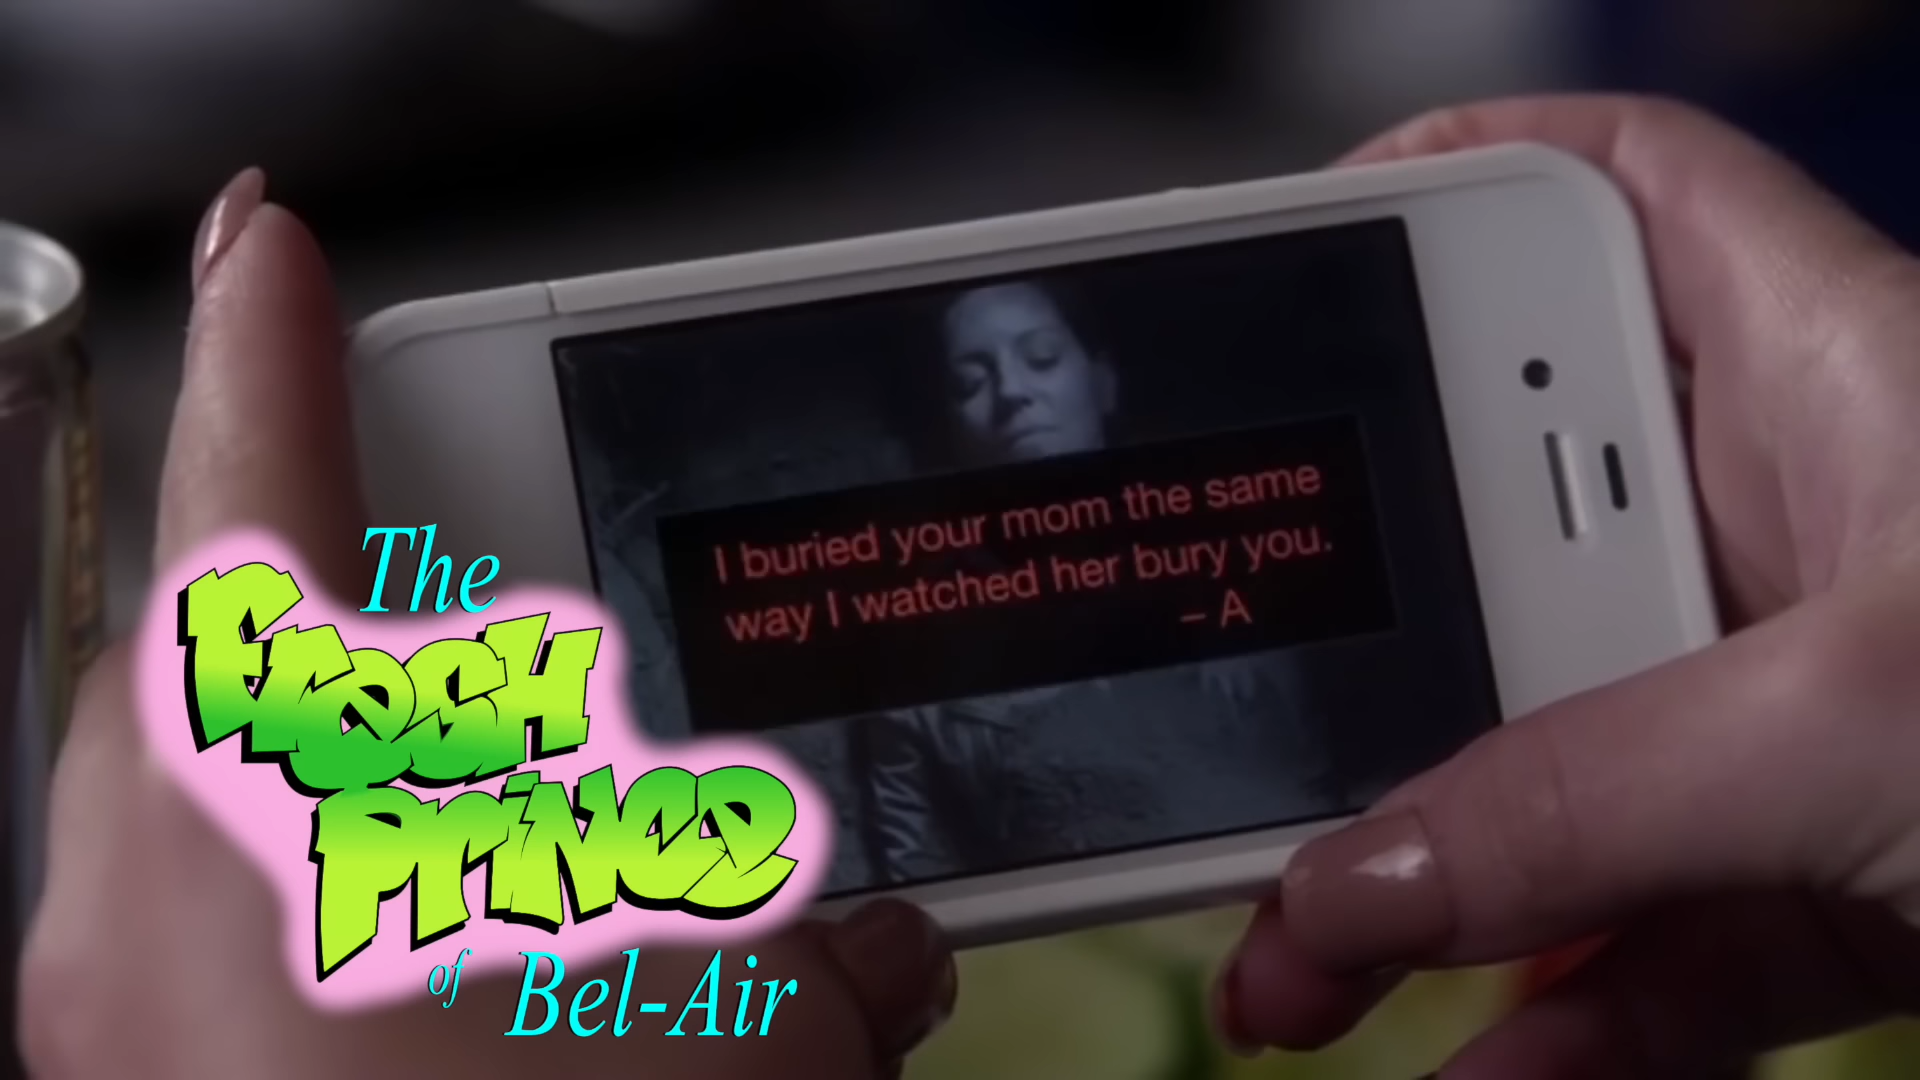 I buried your mom the same
way I watched her bury you.
– A
The
Fresh
Prince
of Bel-Air